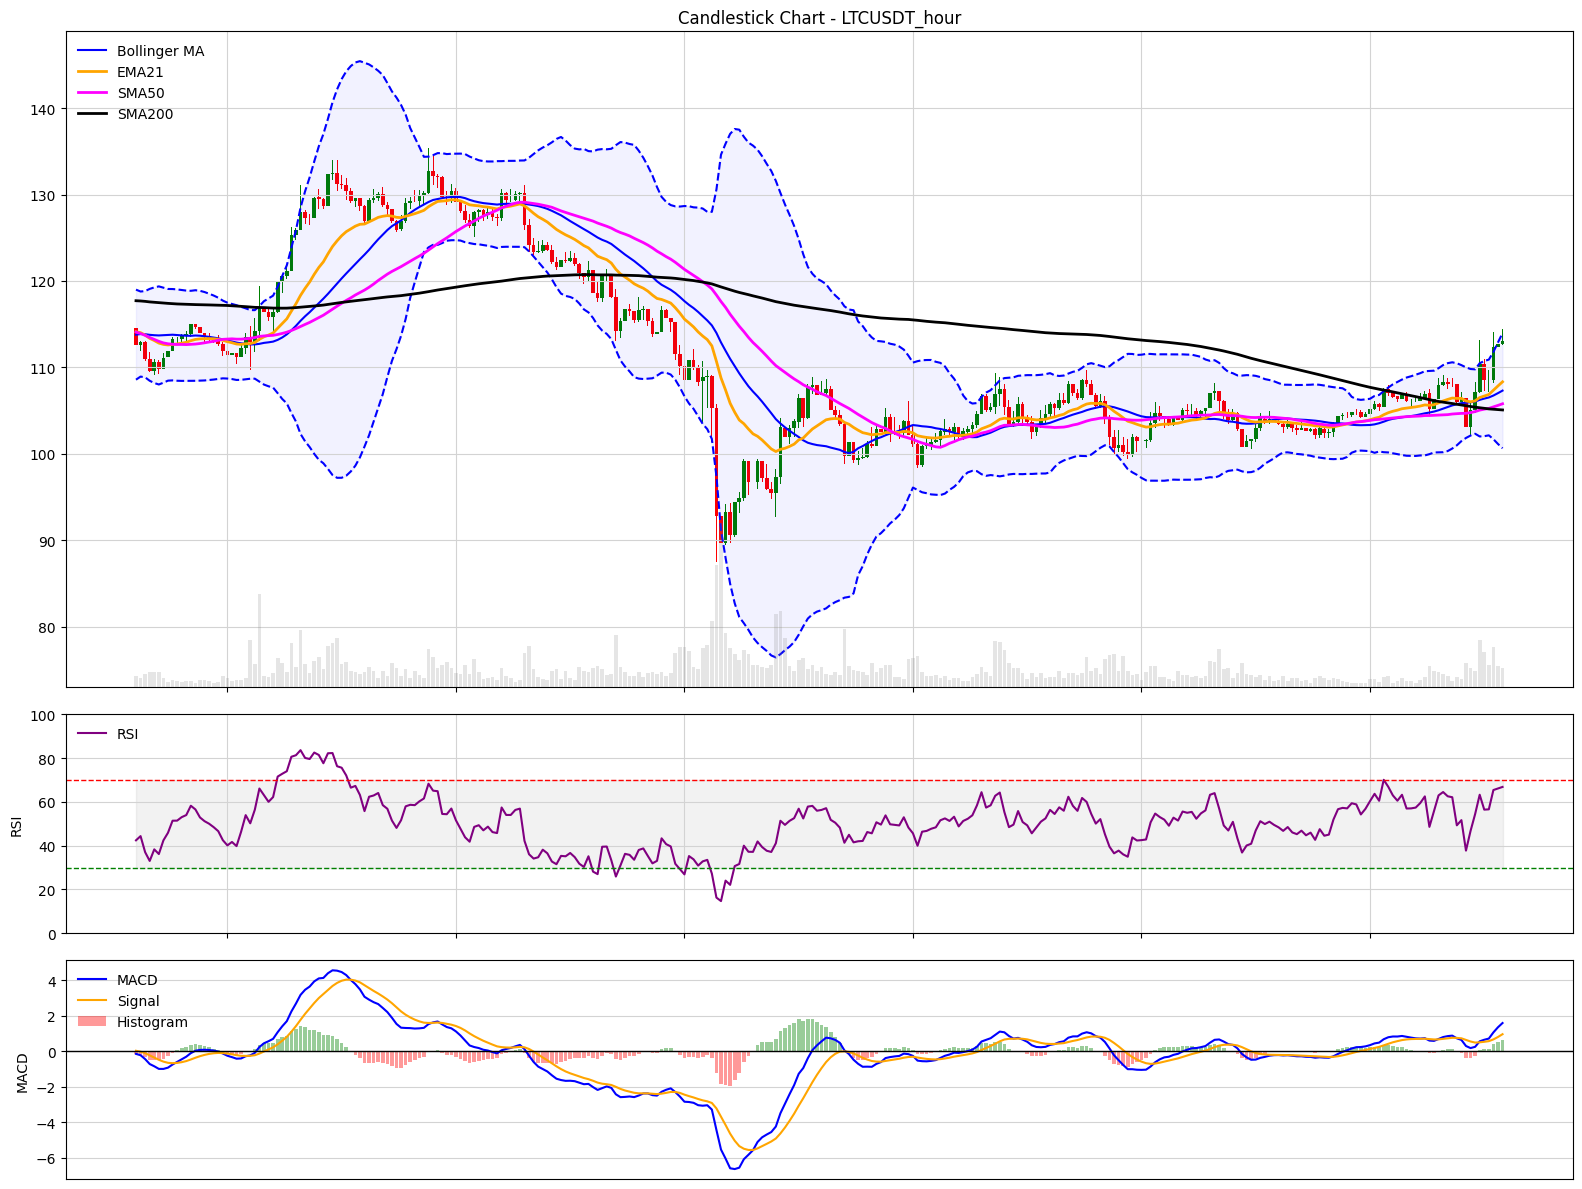 Candlestick Chart - LTCUSDT_hour
Bollinger MA
EMA21
SMA50
SMA200
140
130
120
110
100
90
80
100
80
60
40
20
0
RSI
RSI
4
2
0
−2
−4
−6
MACD
MACD
Signal
Histogram